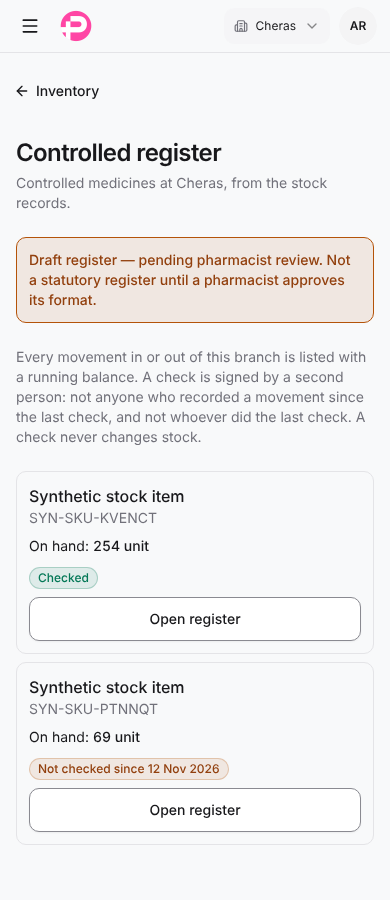 Cheras
AR
Inventory
Controlled register
Controlled medicines at Cheras, from the stock
records.
Draft register — pending pharmacist review. Not
a statutory register until a pharmacist approves
its format.
Every movement in or out of this branch is listed with
a running balance. A check is signed by a second
person: not anyone who recorded a movement since
the last check, and not whoever did the last check. A
check never changes stock.
Synthetic stock item
SYN-SKU-KVENCT
On hand: 254 unit
Checked
Open register
Synthetic stock item
SYN-SKU-PTNNQT
On hand: 69 unit
Not checked since 12 Nov 2026
Open register